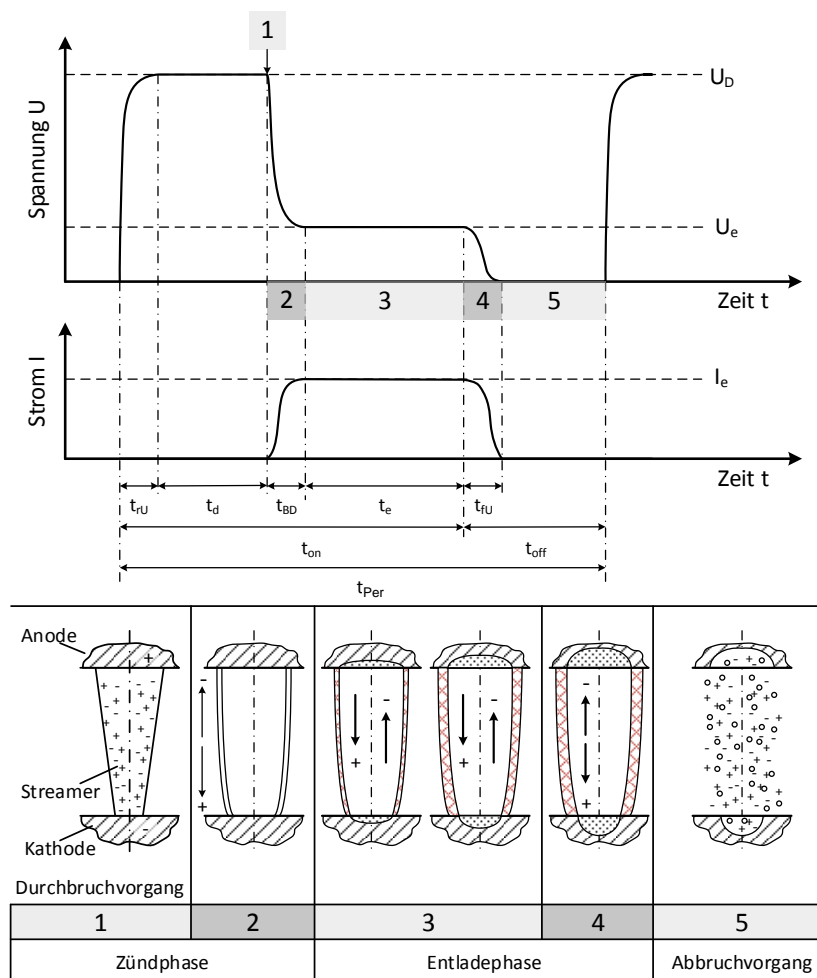 1
Spannung U
U_D
U_e
2 3 4 5
Zeit t
Strom I
I_e
Zeit t
t_rU t_d t_BD t_e t_fU
t_on t_off
t_Per
Anode
+
Streamer
Kathode
-
+
-
+
-
+
-
+
Durchbruchvorgang
1 2 3 4 5
Zündphase Entladephase Abbruchvorgang